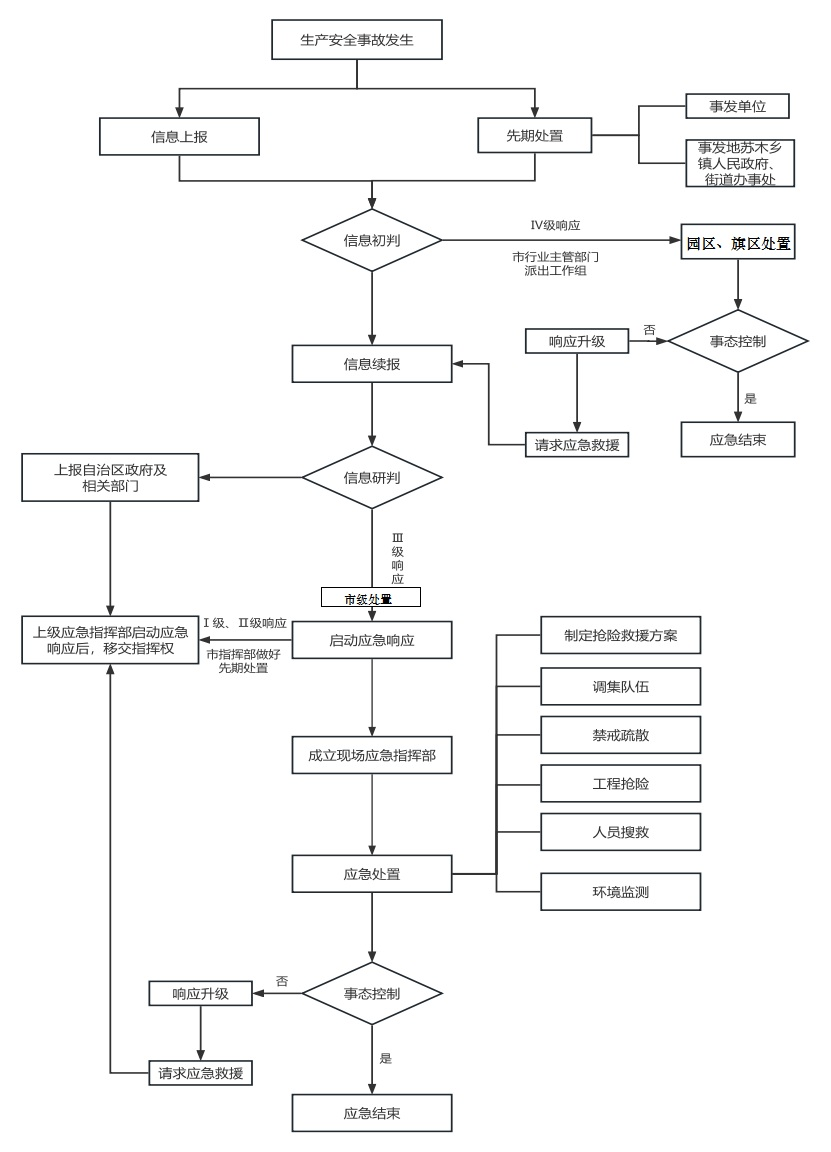 生产安全事故发生
信息上报
先期处置
事发单位
事发地苏木乡
镇人民政府、
街道办事处
信息初判
IV级响应
市行业主管部门
派出工作组
园区、旗区处置
事态控制
否
响应升级
是
应急结束
请求应急救援
信息续报
信息研判
上报自治区政府及
相关部门
Ⅲ
级
响
应
市级处置
启动应急响应
Ⅰ级、Ⅱ级响应
市指挥部做好
先期处置
上级应急指挥部启动应急
响应后，移交指挥权
成立现场应急指挥部
应急处置
制定抢险救援方案
调集队伍
禁戒疏散
工程抢险
人员搜救
环境监测
事态控制
否
响应升级
请求应急救援
是
应急结束